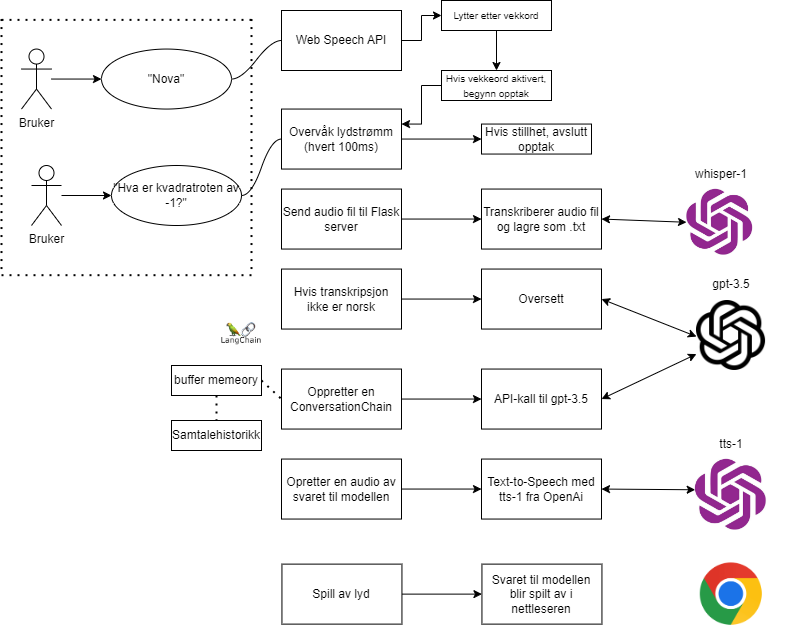 Bruker
"Nova"
Web Speech API
Lytter etter vekkord
Hvis vekkeord aktivert,
begynn opptak
Bruker
"Hva er kvadratroten av
-1?"
Overvåk lydstrømm
(hvert 100ms)
Hvis stillhet, avslutt
opptak
Send audio fil til Flask
server
Transkriberer audio fil
og lagre som .txt
whisper-1
Hvis transkripsjon
ikke er norsk
Oversett
gpt-3.5
LangChain
buffer memeory
Samtalehistorikk
Oppretter en
ConversationChain
API-kall til gpt-3.5
Opretter en audio av
svaret til modellen
Text-to-Speech med
tts-1 fra OpenAi
tts-1
Spill av lyd
Svaret til modellen
blir spilt av i
nettleseren